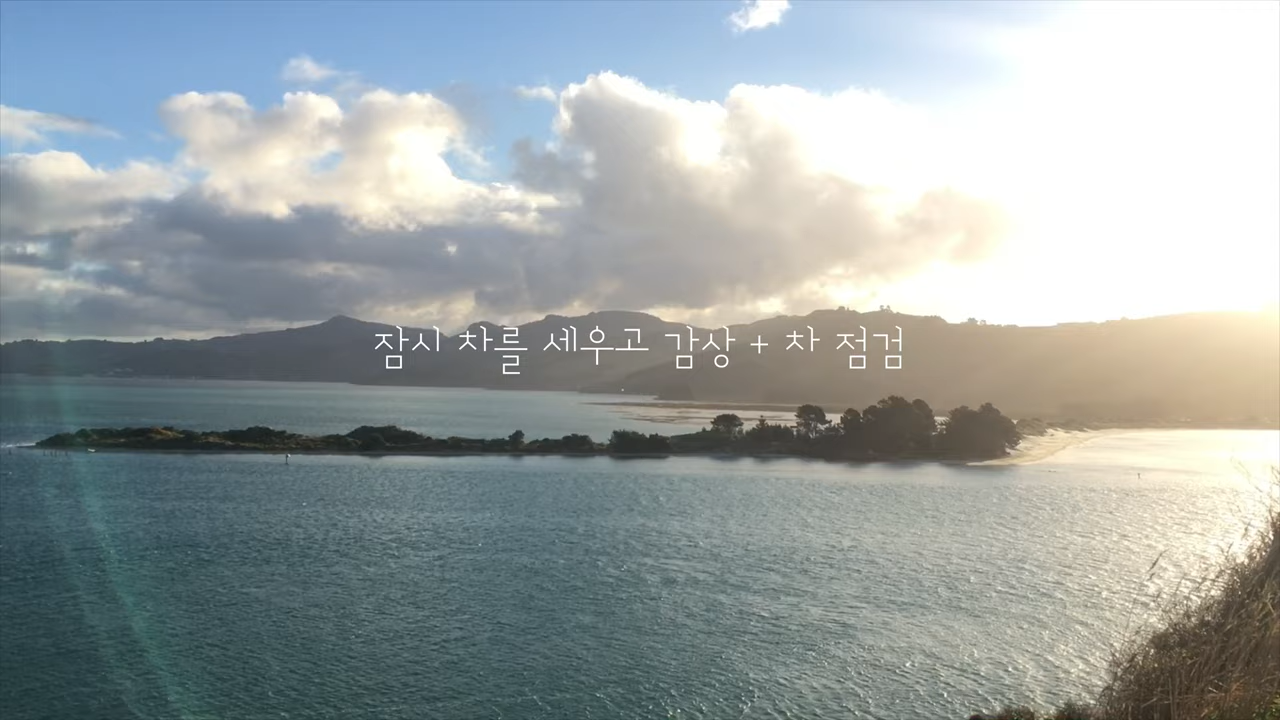 잠시 차를 세우고 감상 + 차 점검